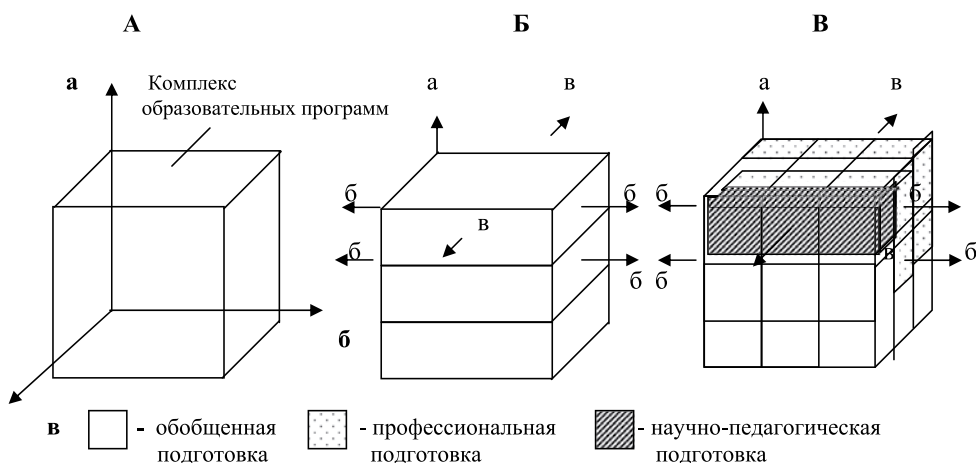 А Б В
а Комплекс
образовательных программ
а в
а в
б б
в
б б
б
б б
в
б б
в
- обобщенная
подготовка
- профессиональная
подготовка
- научно-педагогическая
подготовка